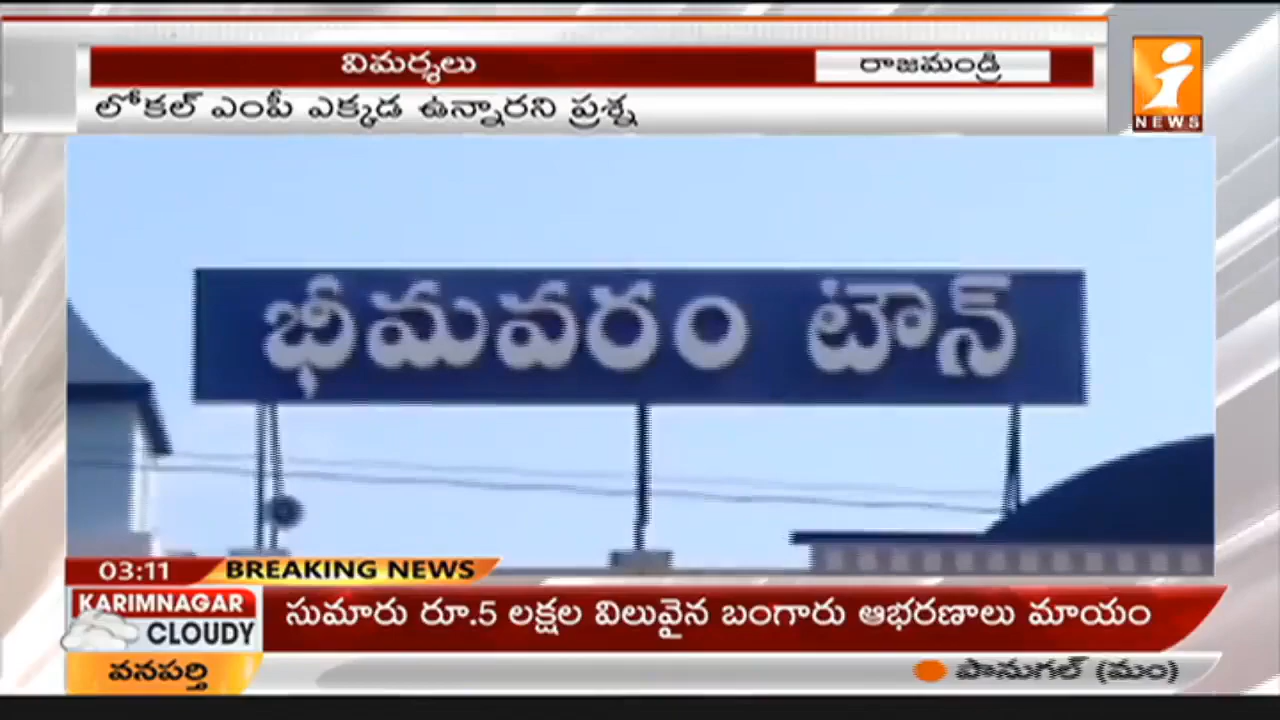 విమర్శలు
రాజమండ్రి
లోకల్ ఎంపీ ఎక్కడ ఉన్నారని ప్రశ్న
i
NEWS
భీమవరం టౌన్
03:11
BREAKING NEWS
KARIMNAGAR
CLOUDY
సుమారు రూ.5 లక్షల విలువైన బంగారు ఆభరణాలు మాయం
వనపర్తి
పానుగల్ (మం)